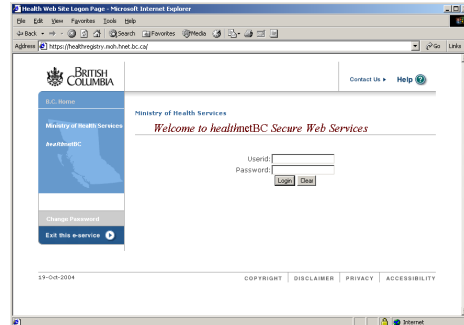 Health Web Site Logon Page - Microsoft Internet Explorer
File Edit View Favorites Tools Help
Back Search Favorites Media
Address https://healthregistry.moh.hnet.bc.ca/ Go Links
BRITISH
COLUMBIA
Contact Us Help
B.C. Home
Ministry of Health Services
Ministry of Health Services
Welcome to healthnetBC Secure Web Services
healthnetBC
Userid:
Password:
Login Clear
Change Password
Exit this e-service
19-Oct-2004
COPYRIGHT DISCLAIMER PRIVACY ACCESSIBILITY
Internet